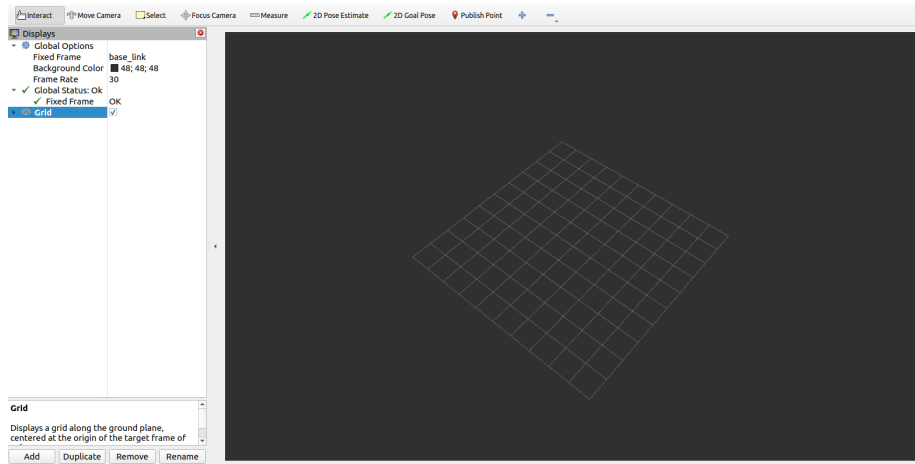 Interact Move Camera Select Focus Camera Measure 2D Pose Estimate 2D Goal Pose Publish Point
Displays
Global Options
Fixed Frame base_link
Background Color 48; 48; 48
Frame Rate 30
Global Status: Ok
Fixed Frame OK
Grid
Grid
Displays a grid along the ground plane,
centered at the origin of the target frame of
Add Duplicate Remove Rename